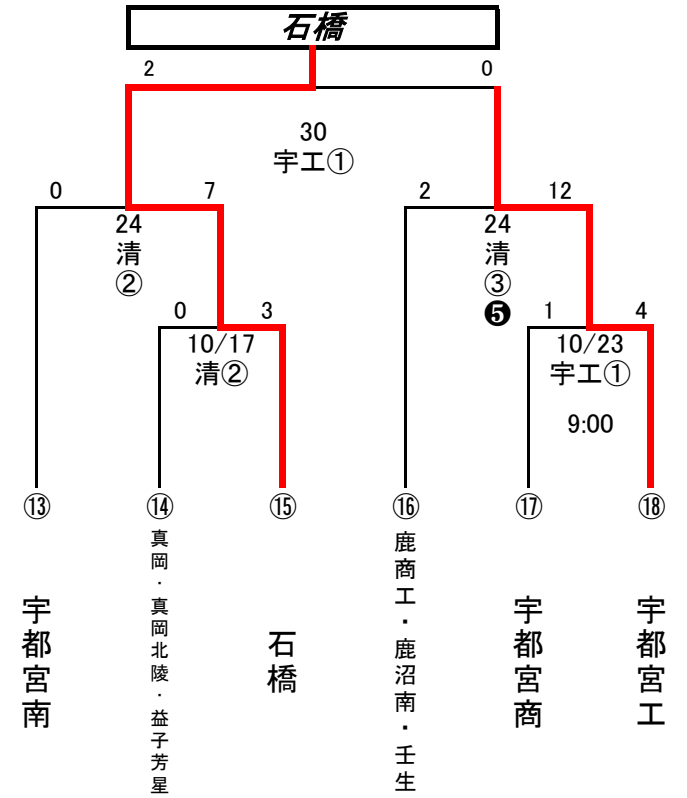 石橋
2 0
30
宇工①
0 7 2 12
24
清
②
24
清
③
❺
0 3 1 4
10/17
清②
10/23
宇工①
9:00
⑬ ⑭ ⑮ ⑯ ⑰ ⑱
宇都宮南
真岡・真岡北陵・益子芳星
石橋
鹿商工・鹿沼南・壬生
宇都宮商
宇都宮工